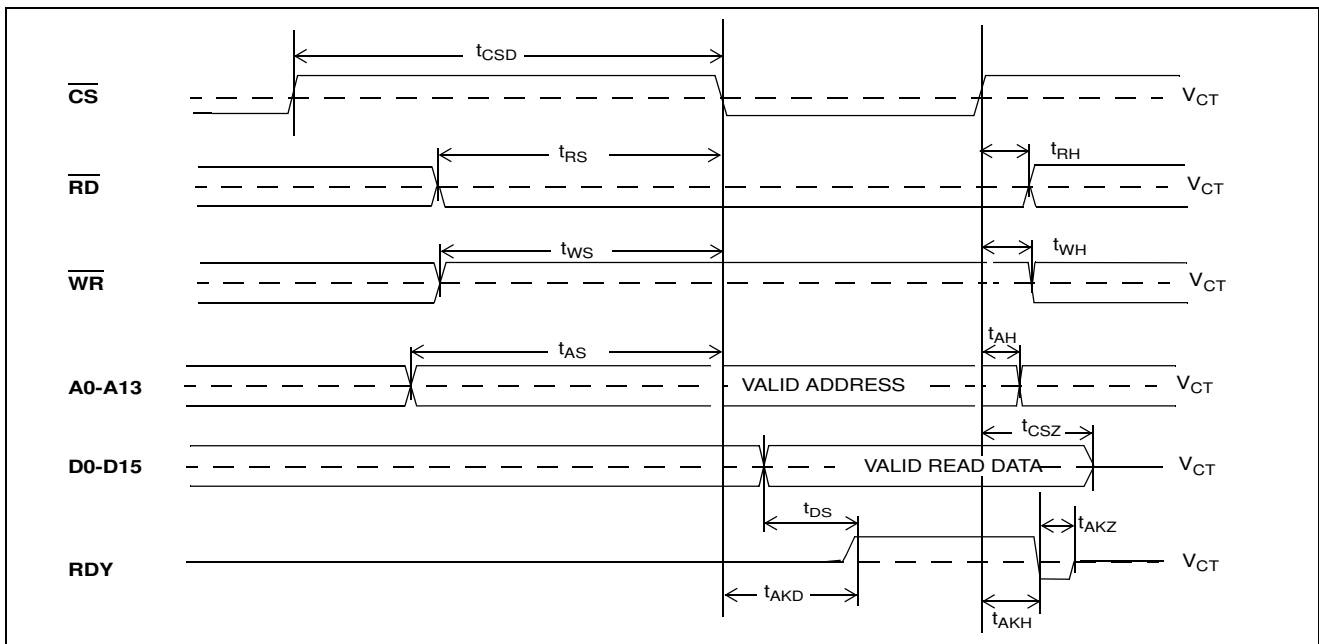 tCSD
CS VCT
tRS tRH
RD VCT
tWS tWH
WR VCT
tAS tAH
A0-A13 VALID ADDRESS VCT
tCSZ
D0-D15 VALID READ DATA VCT
tDS tAKZ
RDY VCT
tAKD tAKH